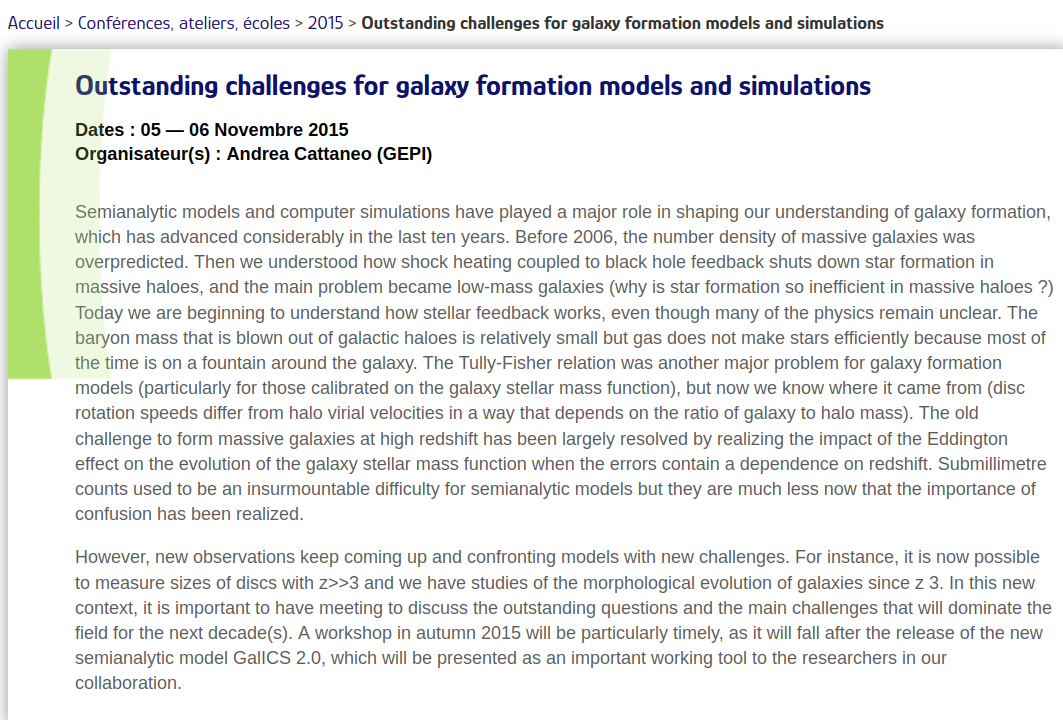 Accueil > Conférences, ateliers, écoles > 2015 > Outstanding challenges for galaxy formation models and simulations
Outstanding challenges for galaxy formation models and simulations
Dates : 05 — 06 Novembre 2015
Organisateur(s) : Andrea Cattaneo (GEPI)
Semianalytic models and computer simulations have played a major role in shaping our understanding of galaxy formation,
which has advanced considerably in the last ten years. Before 2006, the number density of massive galaxies was
overpredicted. Then we understood how shock heating coupled to black hole feedback shuts down star formation in
massive haloes, and the main problem became low-mass galaxies (why is star formation so inefficient in massive haloes ?)
Today we are beginning to understand how stellar feedback works, even though many of the physics remain unclear. The
baryon mass that is blown out of galactic haloes is relatively small but gas does not make stars efficiently because most of
the time is on a fountain around the galaxy. The Tully-Fisher relation was another major problem for galaxy formation
models (particularly for those calibrated on the galaxy stellar mass function), but now we know where it came from (disc
rotation speeds differ from halo virial velocities in a way that depends on the ratio of galaxy to halo mass). The old
challenge to form massive galaxies at high redshift has been largely resolved by realizing the impact of the Eddington
effect on the evolution of the galaxy stellar mass function when the errors contain a dependence on redshift. Submillimetre
counts used to be an insurmountable difficulty for semianalytic models but they are much less now that the importance of
confusion has been realized.
However, new observations keep coming up and confronting models with new challenges. For instance, it is now possible
to measure sizes of discs with z>>3 and we have studies of the morphological evolution of galaxies since z 3. In this new
context, it is important to have meeting to discuss the outstanding questions and the main challenges that will dominate the
field for the next decade(s). A workshop in autumn 2015 will be particularly timely, as it will fall after the release of the new
semianalytic model GalICS 2.0, which will be presented as an important working tool to the researchers in our
collaboration.